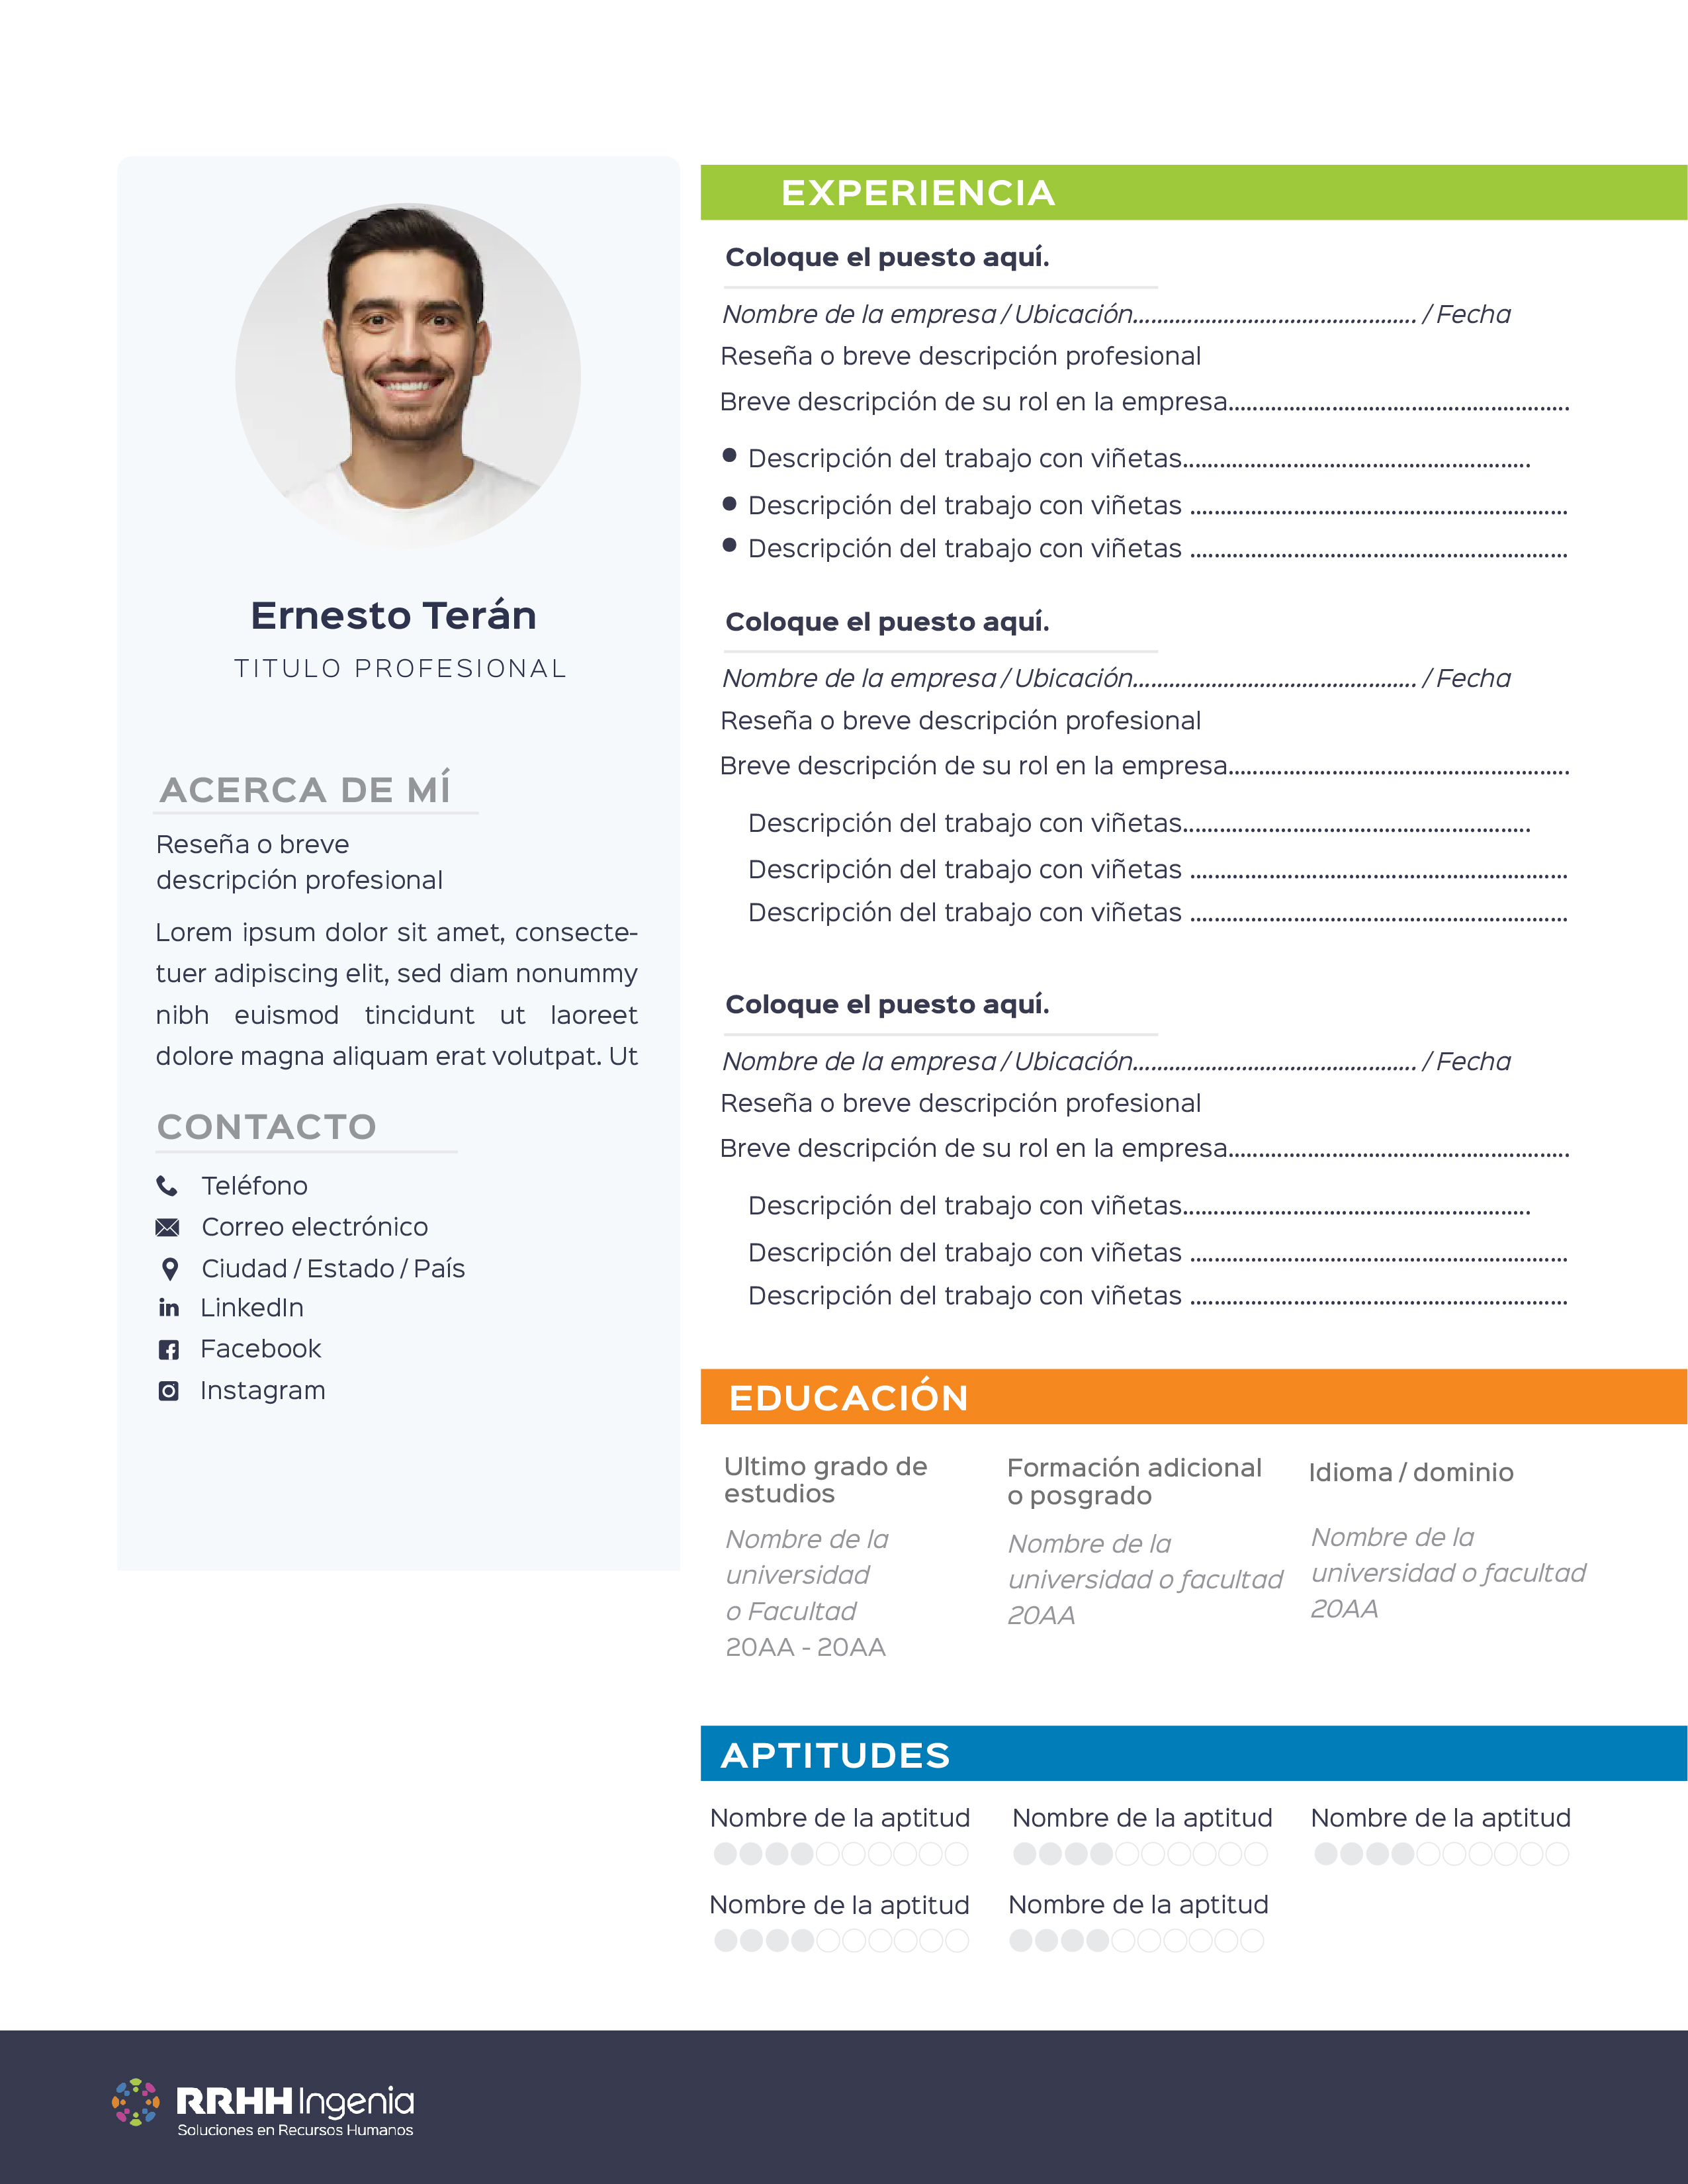 Ernesto Terán
TITULO PROFESIONAL
ACERCA DE MÍ
Reseña o breve
descripción profesional
Lorem ipsum dolor sit amet, consecte-
tuer adipiscing elit, sed diam nonummy
nibh euismod tincidunt ut laoreet
dolore magna aliquam erat volutpat. Ut
CONTACTO
Teléfono
Correo electrónico
Ciudad / Estado / País
LinkedIn
Facebook
Instagram
EXPERIENCIA
Coloque el puesto aquí.
Nombre de la empresa / Ubicación............................................... / Fecha
Reseña o breve descripción profesional
Breve descripción de su rol en la empresa........................................................
• Descripción del trabajo con viñetas.........................................................
• Descripción del trabajo con viñetas ..............................................................
• Descripción del trabajo con viñetas ..............................................................
Coloque el puesto aquí.
Nombre de la empresa / Ubicación............................................... / Fecha
Reseña o breve descripción profesional
Breve descripción de su rol en la empresa........................................................
Descripción del trabajo con viñetas.........................................................
Descripción del trabajo con viñetas ..............................................................
Descripción del trabajo con viñetas ..............................................................
Coloque el puesto aquí.
Nombre de la empresa / Ubicación............................................... / Fecha
Reseña o breve descripción profesional
Breve descripción de su rol en la empresa........................................................
Descripción del trabajo con viñetas.........................................................
Descripción del trabajo con viñetas ..............................................................
Descripción del trabajo con viñetas ..............................................................
EDUCACIÓN
Ultimo grado de
estudios
Nombre de la
universidad
o Facultad
20AA - 20AA
Formación adicional
o posgrado
Nombre de la
universidad o facultad
20AA
Idioma / dominio
Nombre de la
universidad o facultad
20AA
APTITUDES
Nombre de la aptitud Nombre de la aptitud Nombre de la aptitud
Nombre de la aptitud Nombre de la aptitud
RRHH Ingenia
Soluciones en Recursos Humanos